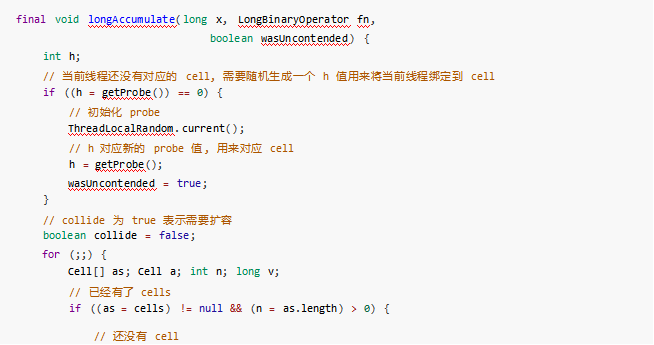 final void longAccumulate(long x, LongBinaryOperator fn,
boolean wasUncontended) {
int h;
// 当前线程还没有对应的 cell, 需要随机生成一个 h 值用来将当前线程绑定到 cell
if ((h = getProbe()) == 0) {
// 初始化 probe
ThreadLocalRandom.current();
// h 对应新的 probe 值, 用来对应 cell
h = getProbe();
wasUncontended = true;
}
// collide 为 true 表示需要扩容
boolean collide = false;
for (;;) {
Cell[] as; Cell a; int n; long v;
// 已经有了 cells
if ((as = cells) != null && (n = as.length) > 0) {
// 还没有 cell